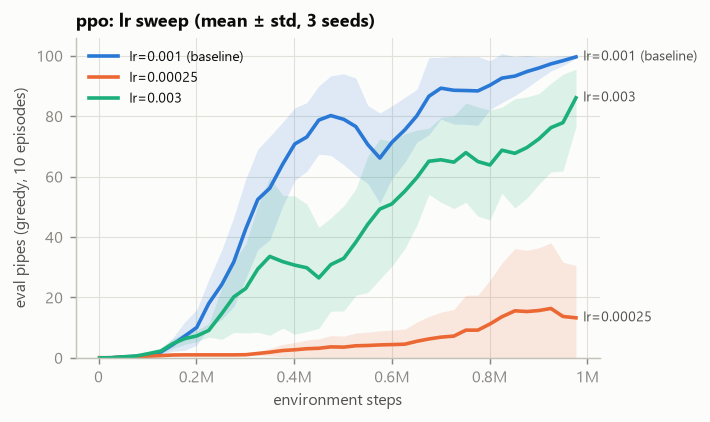 ppo: lr sweep (mean ± std, 3 seeds)
lr=0.001 (baseline)
lr=0.00025
lr=0.003
lr=0.001 (baseline)
lr=0.003
lr=0.00025
eval pipes (greedy, 10 episodes)
100
80
60
40
20
0
0
0.2M
0.4M
0.6M
0.8M
1M
environment steps